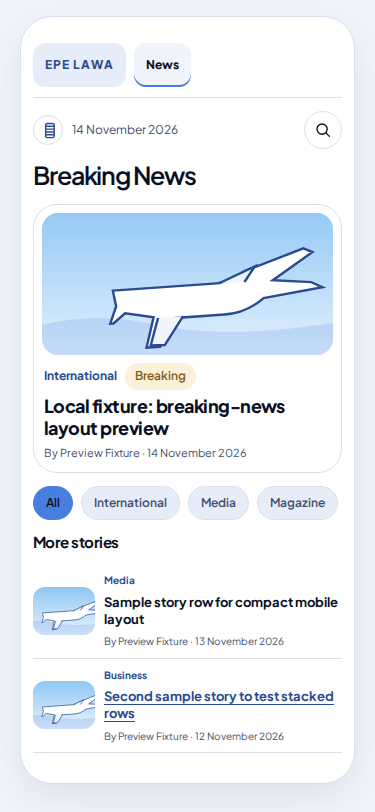 EPE LAWA
News
14 November 2026
Breaking News
International Breaking
Local fixture: breaking-news
layout preview
By Preview Fixture · 14 November 2026
All International Media Magazine
More stories
Media
Sample story row for compact mobile
layout
By Preview Fixture · 13 November 2026
Business
Second sample story to test stacked
rows
By Preview Fixture · 12 November 2026